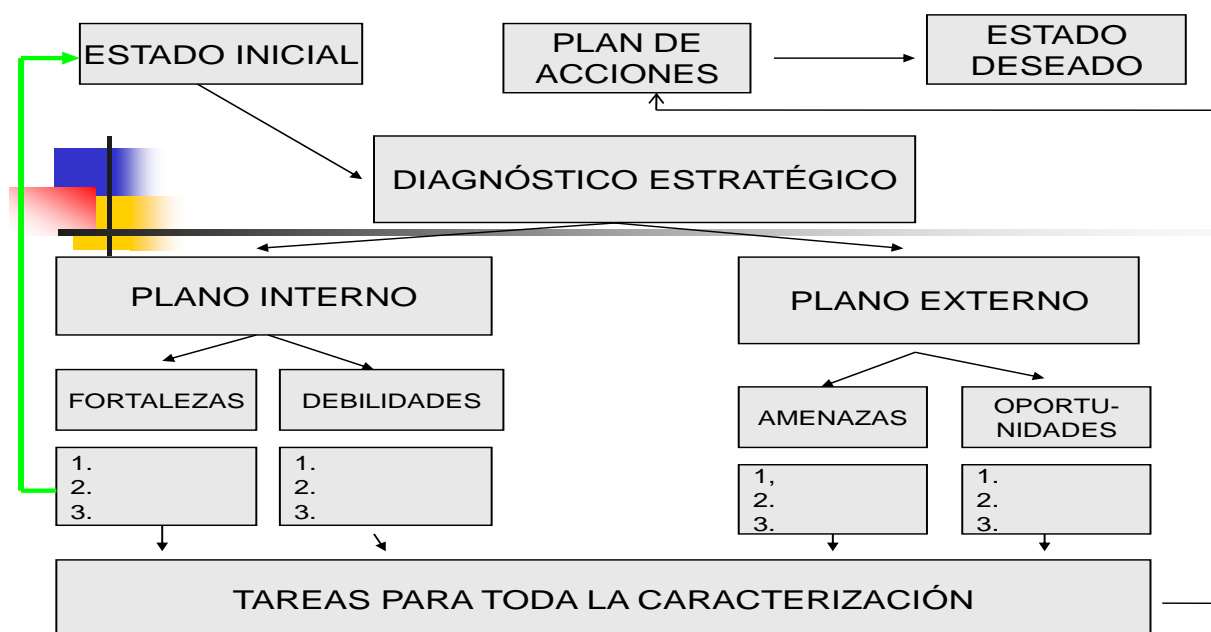 ESTADO INICIAL
PLAN DE
ACCIONES
ESTADO
DESEADO
DIAGNÓSTICO ESTRATÉGICO
PLANO INTERNO
PLANO EXTERNO
FORTALEZAS
DEBILIDADES
AMENAZAS
OPORTU-
NIDADES
1.
2.
3.
1.
2.
3.
1,
2.
3.
1.
2.
3.
TAREAS PARA TODA LA CARACTERIZACIÓN